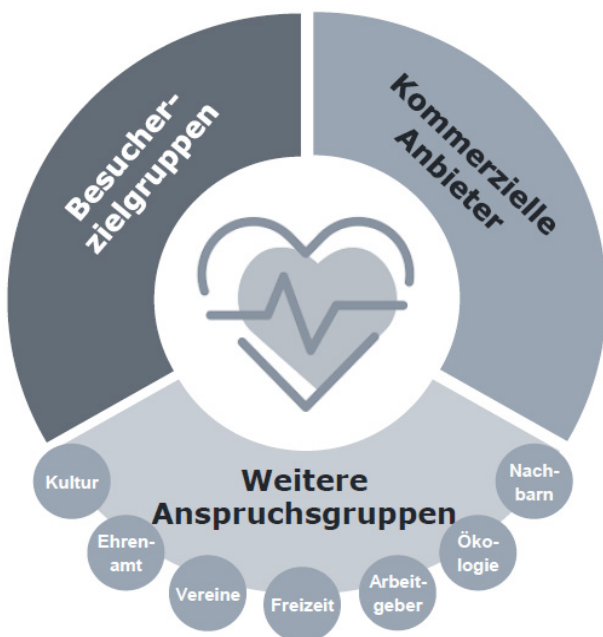 Besucher-
zielgruppen
Kommerzielle
Anbieter
Weitere
Anspruchsgruppen
Kultur
Ehren-
amt
Vereine
Freizeit
Arbeit-
geber
Öko-
logie
Nach-
barn